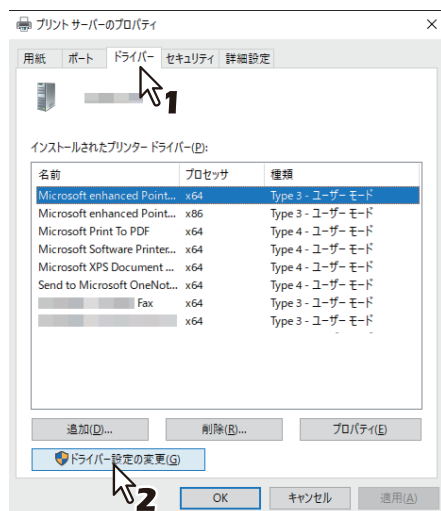 プリント サーバーのプロパティ
用紙 ポート ドライバー セキュリティ 詳細設定
1
インストールされたプリンター ドライバー(P):
名前 プロセッサ 種類
Microsoft enhanced Point... x64 Type 3 - ユーザー モード
Microsoft enhanced Point... x86 Type 3 - ユーザー モード
Microsoft Print To PDF x64 Type 4 - ユーザー モード
Microsoft Software Printer... x64 Type 4 - ユーザー モード
Microsoft XPS Document ... x64 Type 4 - ユーザー モード
Send to Microsoft OneNot... x64 Type 4 - ユーザー モード
Fax x64 Type 3 - ユーザー モード
x64 Type 3 - ユーザー モード
追加(D)... 削除(R)... プロパティ(E)
ドライバー設定の変更(G)
2
OK キャンセル 適用(A)